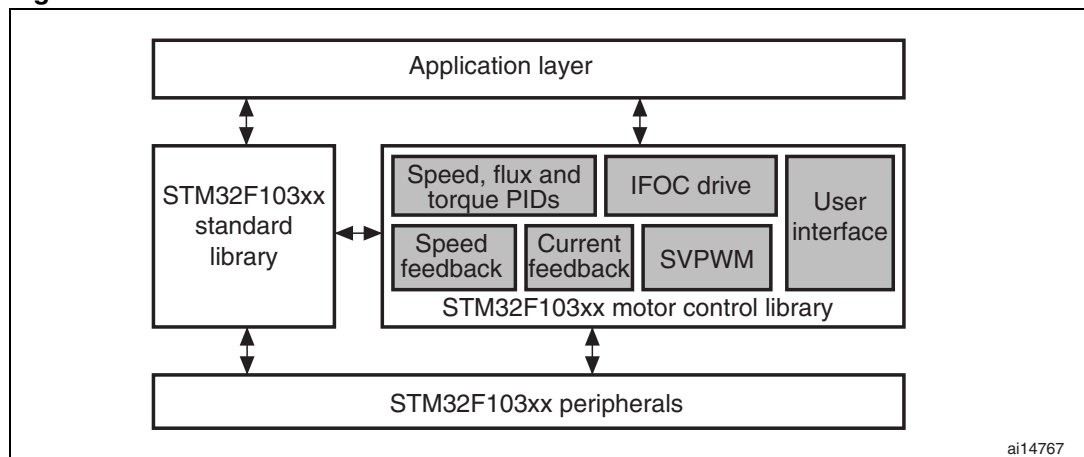 Application layer
STM32F103xx
standard
library
Speed, flux and
torque PIDs
IFOC drive
User
interface
Speed
feedback
Current
feedback
SVPWM
STM32F103xx motor control library
STM32F103xx peripherals
ai14767